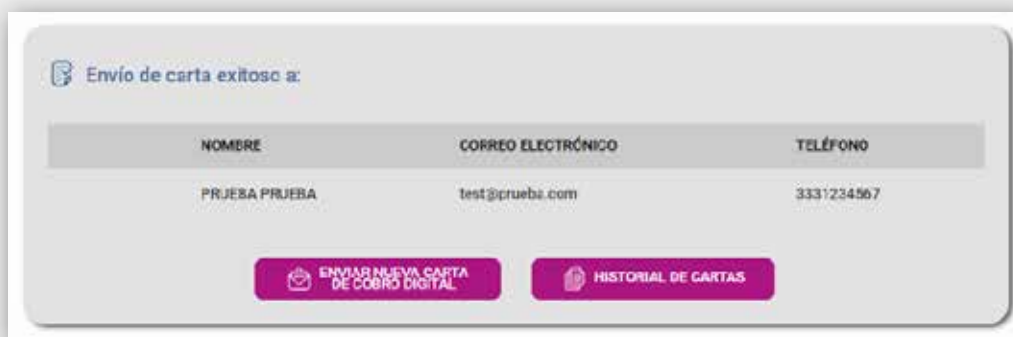 Envío de carta exitoso a:
NOMBRE CORREO ELECTRÓNICO TELÉFONO
PRUEBA PRUEBA test@prueba.com 3331234567
ENVIAR NUEVA CARTA
DE COBRO DIGITAL
HISTORIAL DE CARTAS